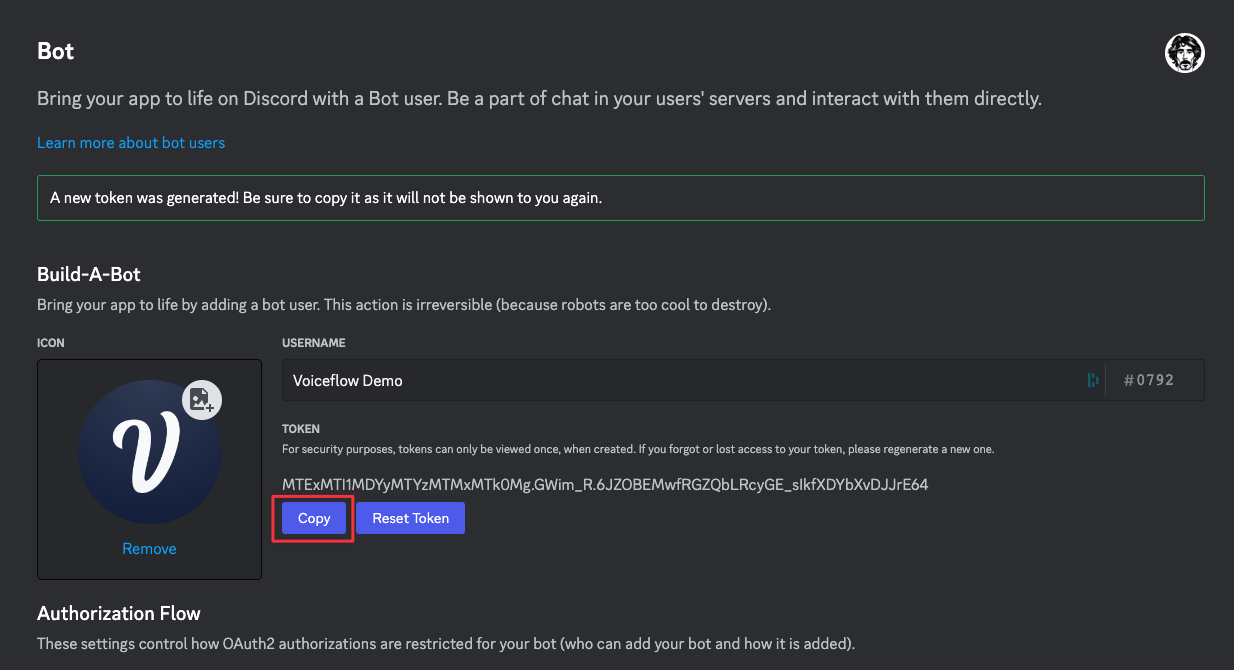 Bot
Bring your app to life on Discord with a Bot user. Be a part of chat in your users' servers and interact with them directly.
Learn more about bot users
A new token was generated! Be sure to copy it as it will not be shown to you again.
Build-A-Bot
Bring your app to life by adding a bot user. This action is irreversible (because robots are too cool to destroy).
ICON
USERNAME
Voiceflow Demo
#0792
TOKEN
For security purposes, tokens can only be viewed once, when created. If you forgot or lost access to your token, please regenerate a new one.
Copy
Reset Token
Remove
Authorization Flow
These settings control how OAuth2 authorizations are restricted for your bot (who can add your bot and how it is added).